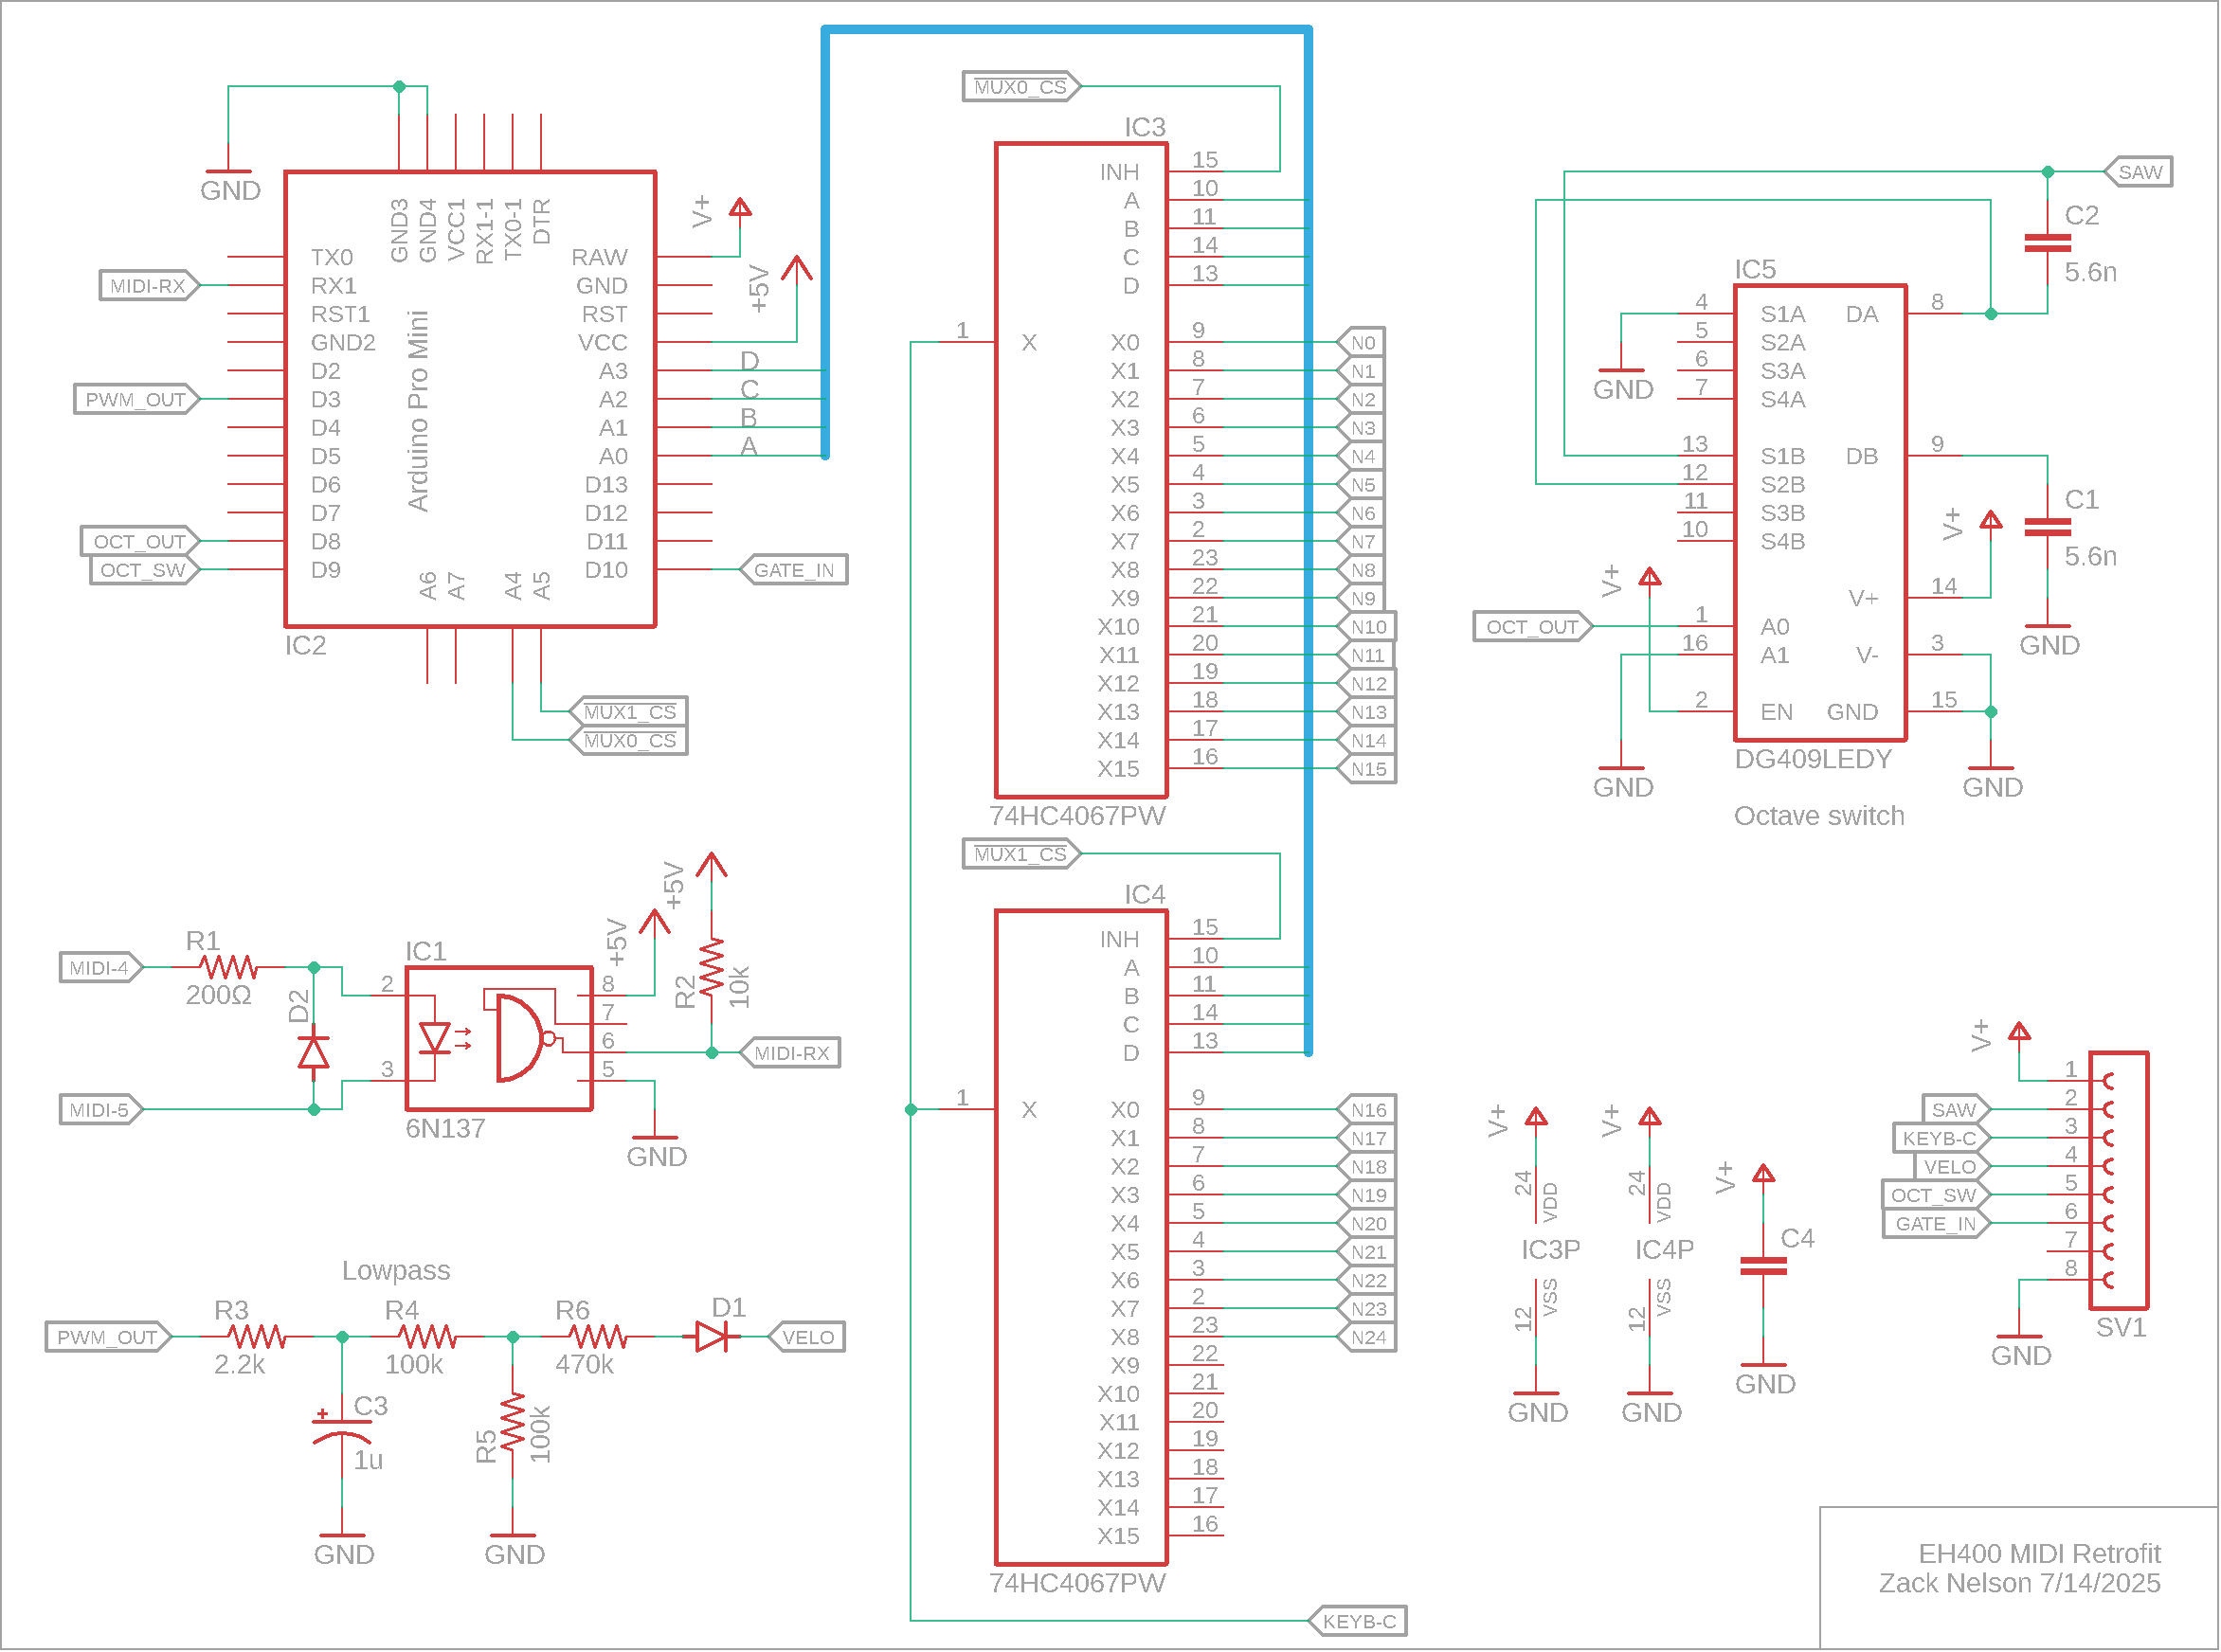 GND
GND3
GND4
VCC1
RX1-1
TX0-1
DTR
TX0
RX1
RST1
GND2
D2
D3
D4
D5
D6
D7
D8
D9
Arduino Pro Mini
RAW
GND
RST
VCC
A3
A2
A1
A0
D13
D12
D11
D10
A6
A7
A4
A5
IC2
MIDI-RX
PWM_OUT
OCT_OUT
OCT_SW
V+
+5V
D
C
B
A
GATE_IN
MUX1_CS
MUX0_CS
MUX0_CS
IC3
INH 15
A 10
B 11
C 14
D 13
1 X
X0 9 N0
X1 8 N1
X2 7 N2
X3 6 N3
X4 5 N4
X5 4 N5
X6 3 N6
X7 2 N7
X8 23 N8
X9 22 N9
X10 21 N10
X11 20 N11
X12 19 N12
X13 18 N13
X14 17 N14
X15 16 N15
74HC4067PW
MUX1_CS
IC4
INH 15
A 10
B 11
C 14
D 13
1 X
X0 9 N16
X1 8 N17
X2 7 N18
X3 6 N19
X4 5 N20
X5 4 N21
X6 3 N22
X7 2 N23
X8 23 N24
X9 22
X10 21
X11 20
X12 19
X13 18
X14 17
X15 16
74HC4067PW
KEYB-C
SAW
C2
5.6n
IC5
4 S1A DA 8
5 S2A
6 S3A
7 S4A
GND
13 S1B DB 9
12 S2B
11 S3B
10 S4B
C1
5.6n
GND
V+
V+
V+ 14
OCT_OUT
1 A0
16 A1 V- 3
2 EN GND 15
GND
GND
DG409LEDY
Octave switch
MIDI-4
R1
200Ω
D2
MIDI-5
IC1
2
3
8
7
6
5
6N137
+5V
+5V
R2
10k
MIDI-RX
GND
Lowpass
PWM_OUT
R3
2.2k
R4
100k
R6
470k
D1
VELO
C3
+
1u
R5
100k
GND
GND
V+
24
VDD
IC3P
12
VSS
GND
V+
24
VDD
IC4P
12
VSS
GND
V+
C4
GND
V+
1
SAW 2
KEYB-C 3
VELO 4
OCT_SW 5
GATE_IN 6
7
8
GND
SV1
EH400 MIDI Retrofit
Zack Nelson 7/14/2025